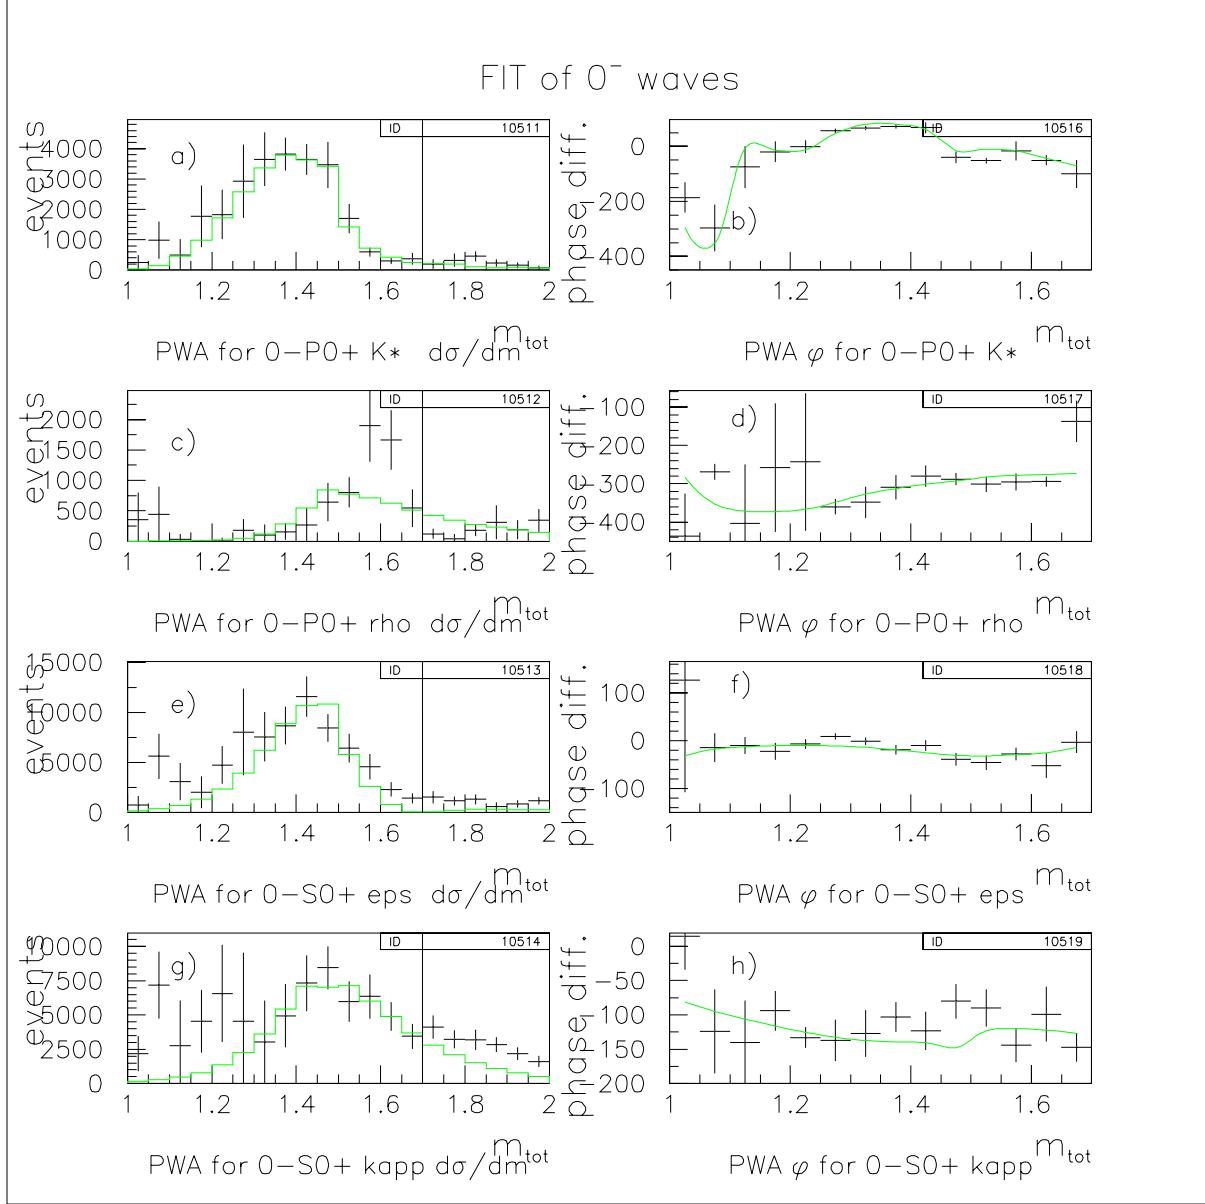 FIT of 0⁻ waves
events
a)
ID 10511
4000
3000
2000
1000
0
1 1.2 1.4 1.6 1.8 2
m_tot
PWA for 0-P0+ K* dσ/dm
phase diff.
b)
ID 10516
0
-200
-400
1 1.2 1.4 1.6
m_tot
PWA φ for 0-P0+ K*
events
c)
ID 10512
2000
1500
1000
500
0
1 1.2 1.4 1.6 1.8 2
m_tot
PWA for 0-P0+ rho dσ/dm
phase diff.
d)
ID 10517
-100
-200
-300
-400
1 1.2 1.4 1.6
m_tot
PWA φ for 0-P0+ rho
events
e)
ID 10513
15000
10000
5000
0
1 1.2 1.4 1.6 1.8 2
m_tot
PWA for 0-S0+ eps dσ/dm
phase diff.
f)
ID 10518
100
0
-100
1 1.2 1.4 1.6
m_tot
PWA φ for 0-S0+ eps
events
g)
ID 10514
10000
7500
5000
2500
0
1 1.2 1.4 1.6 1.8 2
m_tot
PWA for 0-S0+ kapp dσ/dm
phase diff.
h)
ID 10519
0
-50
-100
-150
-200
1 1.2 1.4 1.6
m_tot
PWA φ for 0-S0+ kapp